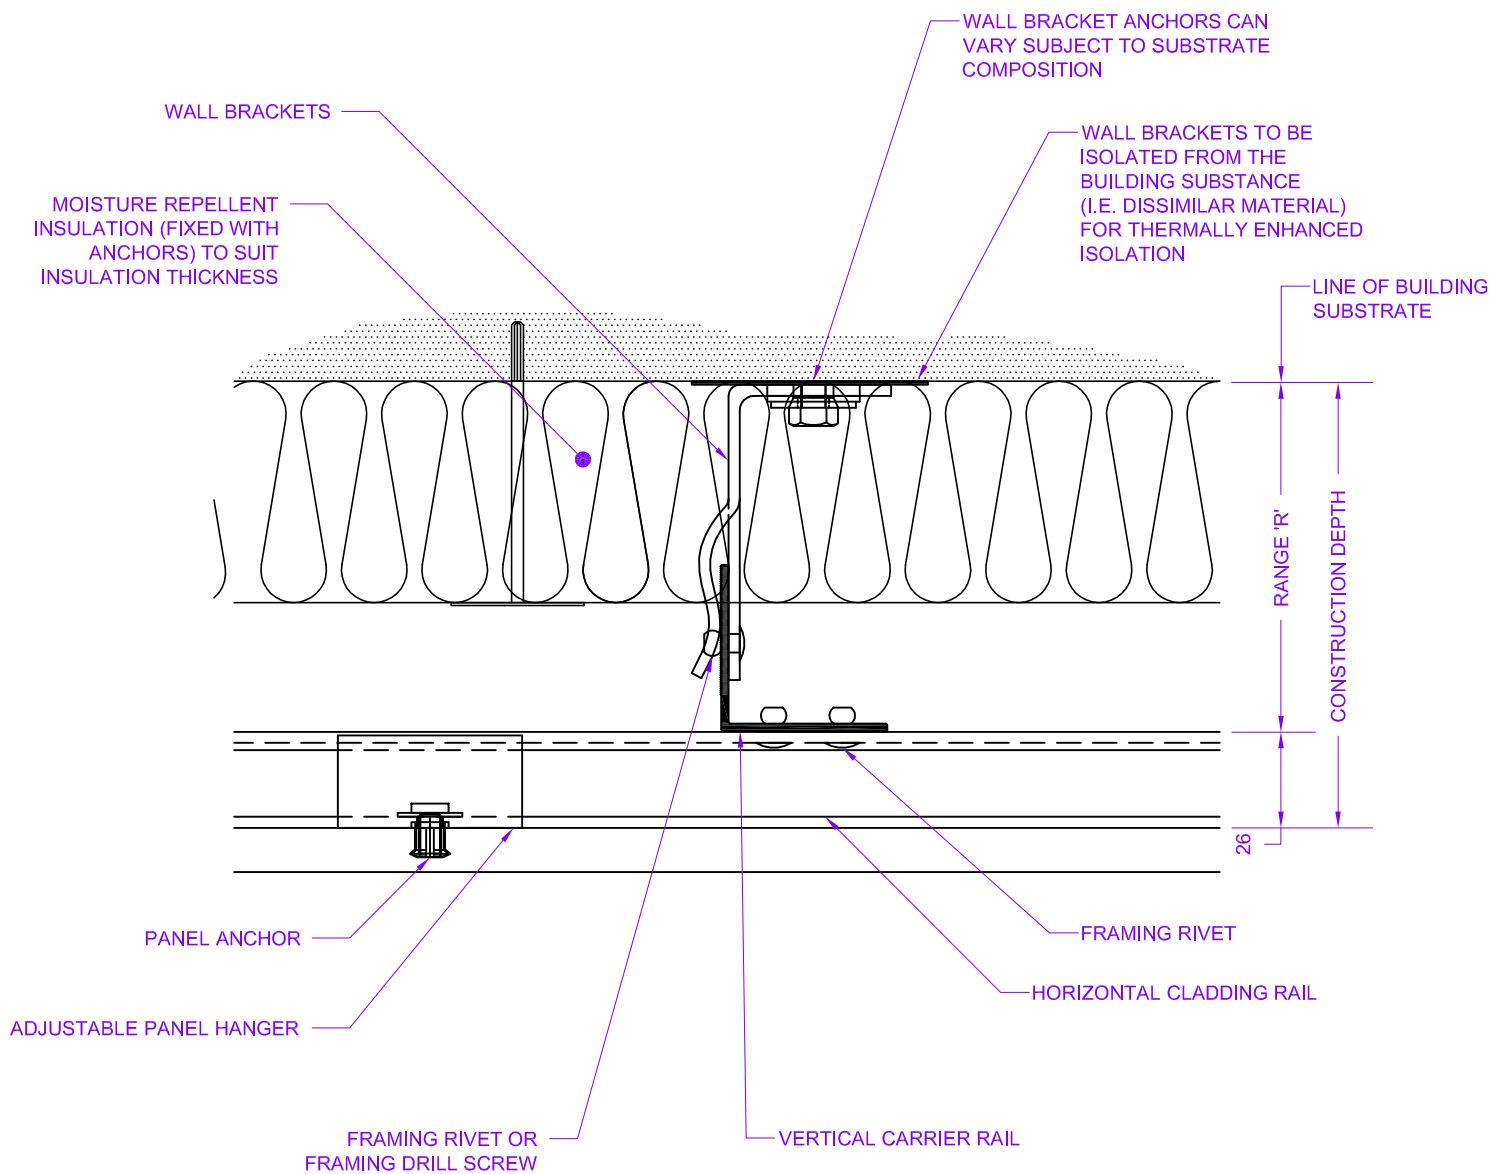 WALL BRACKET ANCHORS CAN
VARY SUBJECT TO SUBSTRATE
COMPOSITION
WALL BRACKETS
WALL BRACKETS TO BE
ISOLATED FROM THE
BUILDING SUBSTANCE
(I.E. DISSIMILAR MATERIAL)
FOR THERMALLY ENHANCED
ISOLATION
MOISTURE REPELLENT
INSULATION (FIXED WITH
ANCHORS) TO SUIT
INSULATION THICKNESS
LINE OF BUILDING
SUBSTRATE
RANGE 'R'
CONSTRUCTION DEPTH
26
PANEL ANCHOR
FRAMING RIVET
HORIZONTAL CLADDING RAIL
ADJUSTABLE PANEL HANGER
FRAMING RIVET OR
FRAMING DRILL SCREW
VERTICAL CARRIER RAIL